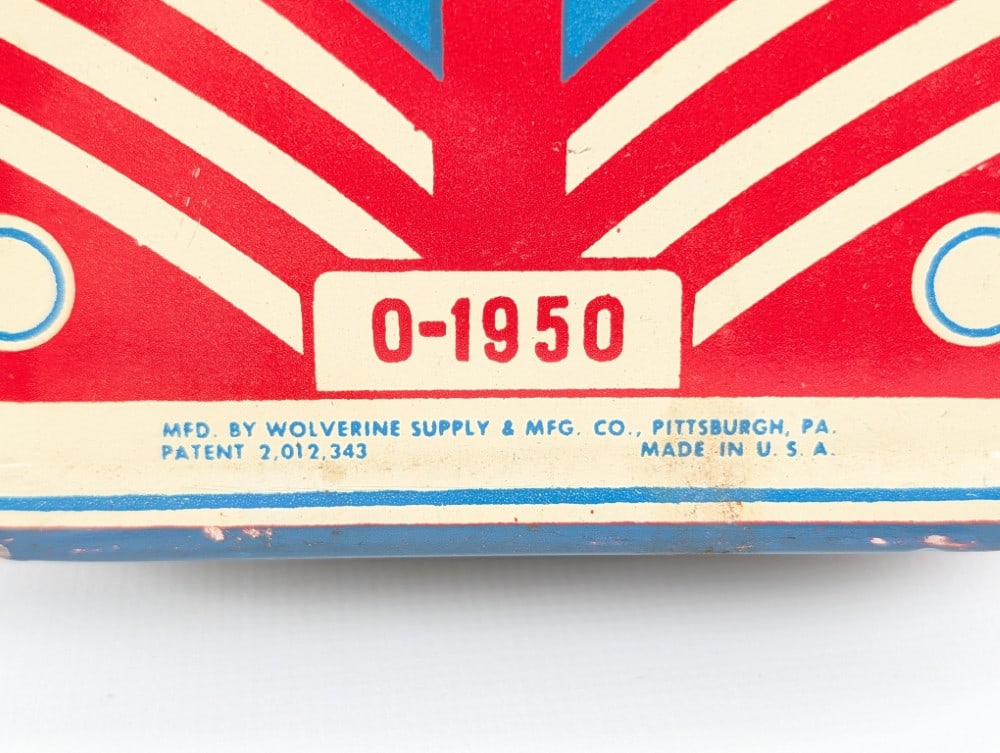 0-1950
MFD. BY WOLVERINE SUPPLY & MFG. CO., PITTSBURGH, PA.
PATENT 2,012,343 MADE IN U. S. A.